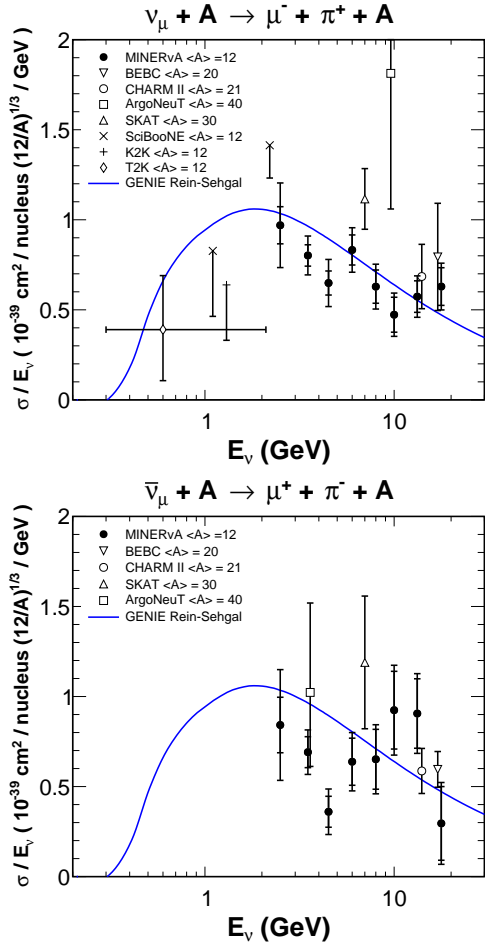 ν_μ + A → μ⁻ + π⁺ + A
σ / E_ν ( 10⁻³⁹ cm² / nucleus (12/A)^1/3 / GeV )
2
1.5
1
0.5
0
MINERvA <A> =12
BEBC <A> = 20
CHARM II <A> = 21
ArgoNeuT <A> = 40
SKAT <A> = 30
SciBooNE <A> = 12
K2K <A> = 12
T2K <A> = 12
GENIE Rein-Sehgal
1 10
E_ν (GeV)
ν̅_μ + A → μ⁺ + π⁻ + A
σ / E_ν ( 10⁻³⁹ cm² / nucleus (12/A)^1/3 / GeV )
2
1.5
1
0.5
0
MINERvA <A> =12
BEBC <A> = 20
CHARM II <A> = 21
SKAT <A> = 30
ArgoNeuT <A> = 40
GENIE Rein-Sehgal
1 10
E_ν (GeV)